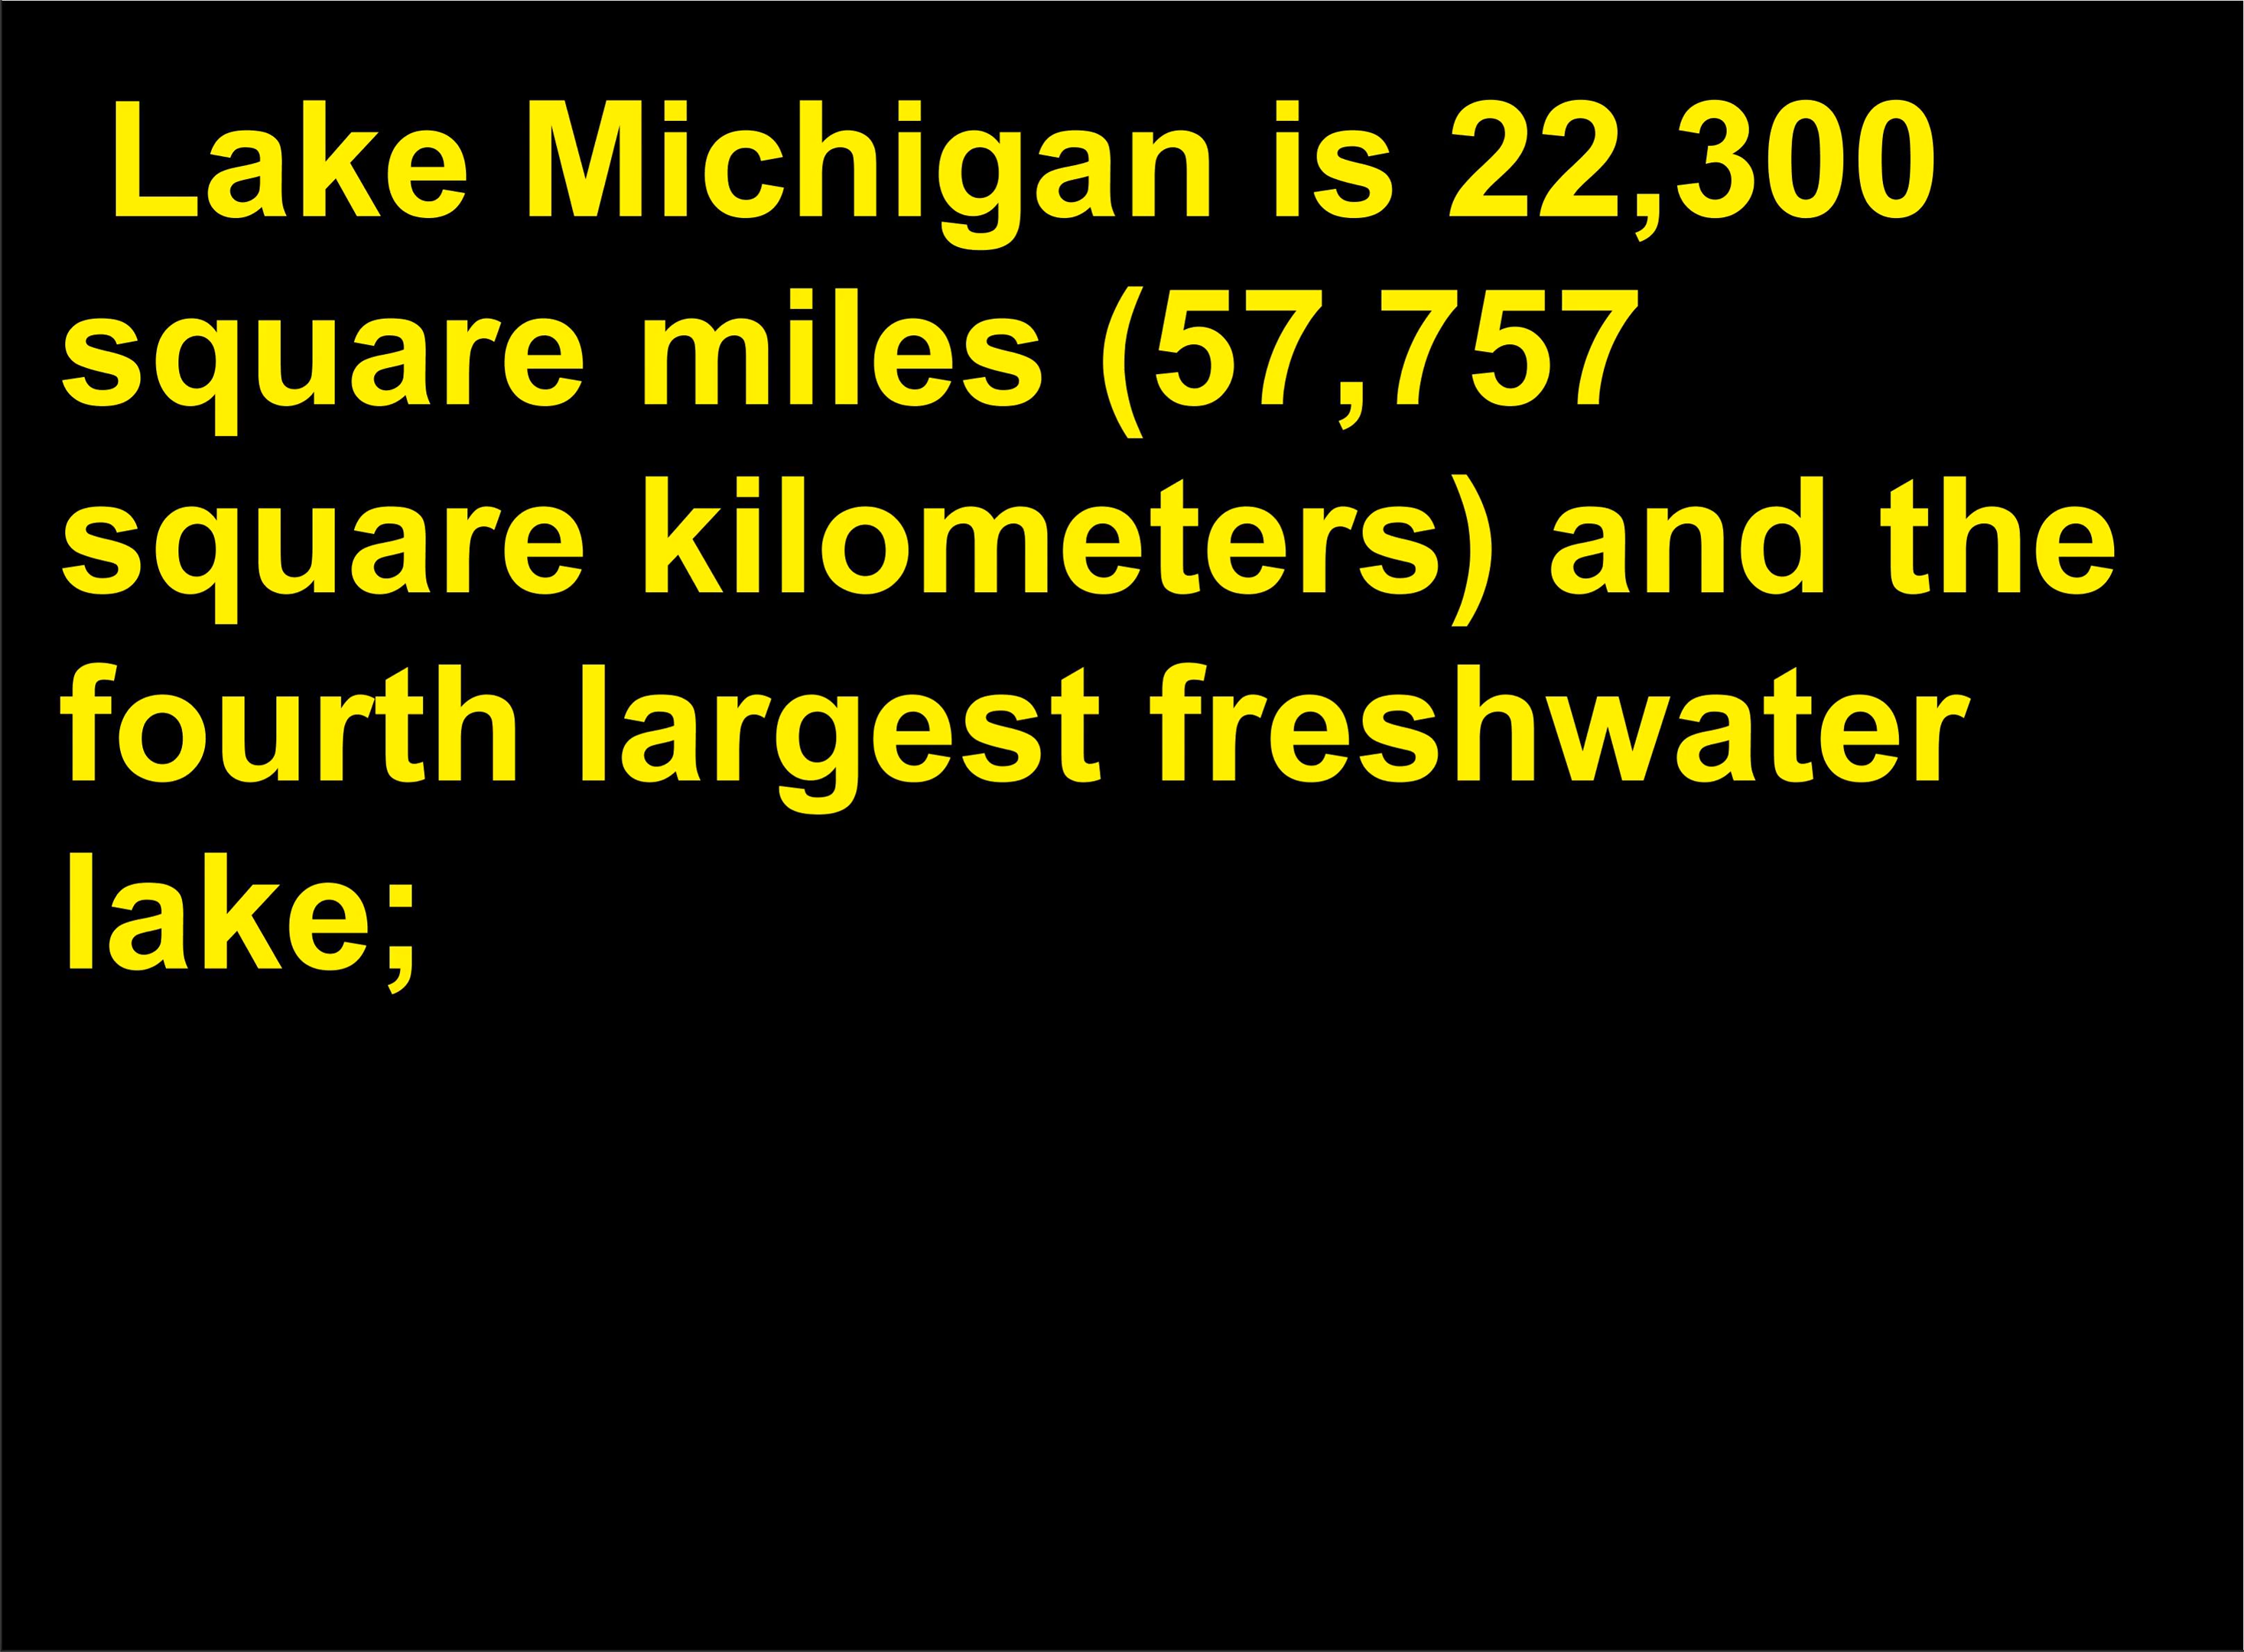 Lake Michigan is 22,300
square miles (57,757
square kilometers) and the
fourth largest freshwater
lake;